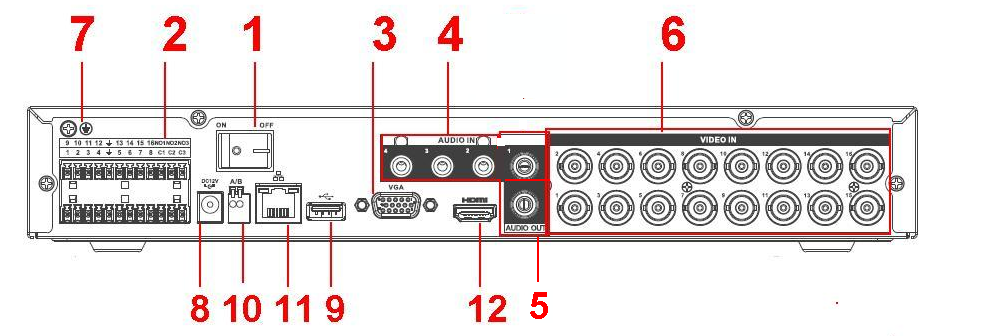 7 2 1 3 4 6
ON OFF
9 10 11 12 13 14 15 16 NO1 NO2 NO3
1 2 3 4 5 6 7 8 C1 C2 C3
AUDIO IN
4 3 2 1
VIDEO IN
2 4 6 8 10 12 14 16
DC12V A/B
VGA
HDMI
1 3 5 7 9 11 13 15
AUDIO OUT
8 10 11 9 12 5